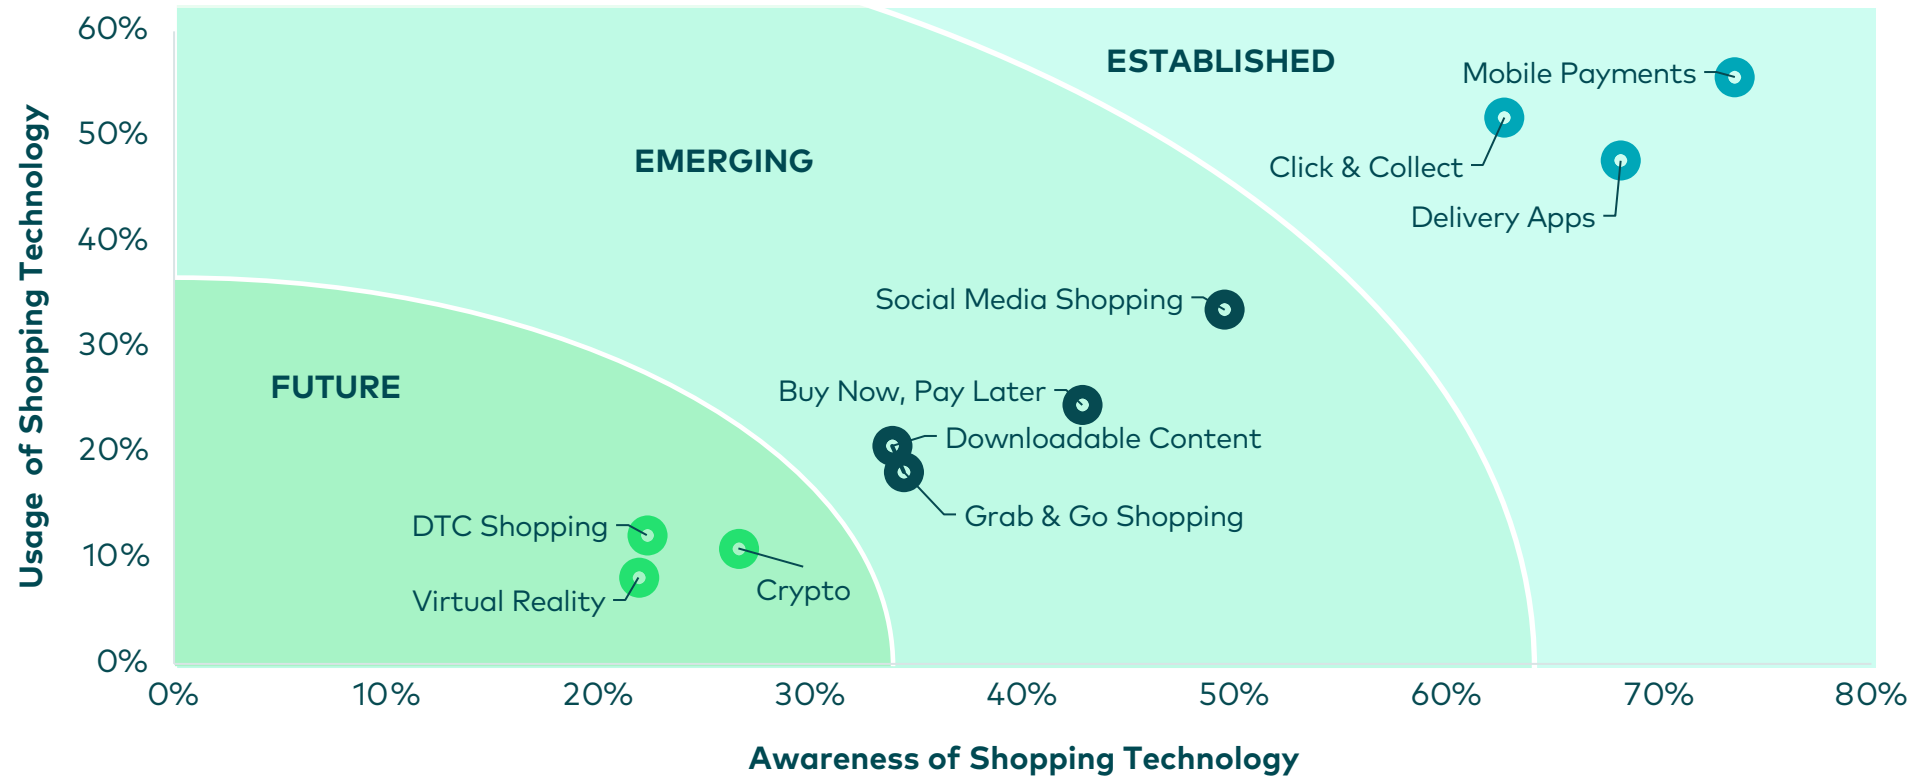 60%
50%
40%
30%
20%
10%
0%
Usage of Shopping Technology
ESTABLISHED
Mobile Payments
Click & Collect
Delivery Apps
EMERGING
Social Media Shopping
Buy Now, Pay Later
Downloadable Content
Grab & Go Shopping
FUTURE
DTC Shopping
Virtual Reality
Crypto
0% 10% 20% 30% 40% 50% 60% 70% 80%
Awareness of Shopping Technology